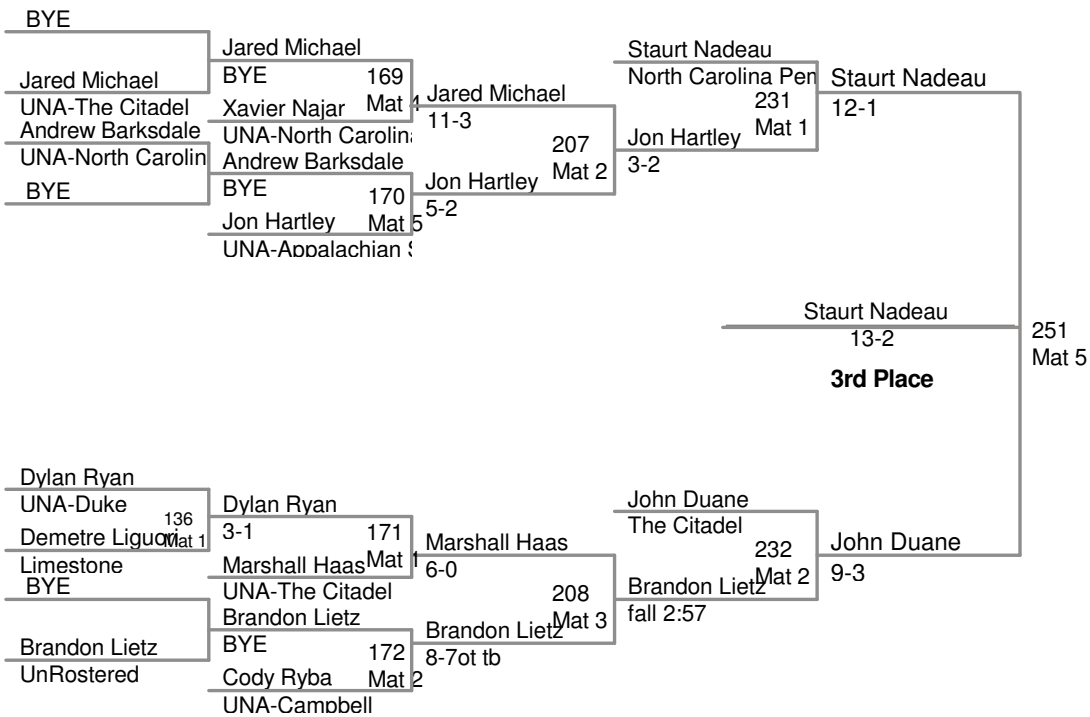 BYE
Jared Michael
UNA-The Citadel
Andrew Barksdale
UNA-North Carolin
BYE
Jared Michael
BYE
169
Mat 4
Xavier Najar
UNA-North Carolina
Andrew Barksdale
BYE
170
Mat 5
Jon Hartley
UNA-Appalachian S
Jared Michael
11-3
207
Mat 2
Jon Hartley
5-2
Staurt Nadeau
North Carolina Pem
231
Mat 1
Jon Hartley
3-2
Staurt Nadeau
12-1
Staurt Nadeau
13-2
3rd Place
251
Mat 5
Dylan Ryan
UNA-Duke
136
Mat 1
Demetre Liguori
Limestone
BYE
Brandon Lietz
UnRostered
Dylan Ryan
3-1
171
Mat 1
Marshall Haas
UNA-The Citadel
Brandon Lietz
BYE
172
Mat 2
Cody Ryba
UNA-Campbell
Marshall Haas
6-0
208
Mat 3
Brandon Lietz
8-7ot tb
John Duane
The Citadel
232
Mat 2
Brandon Lietz
fall 2:57
John Duane
9-3